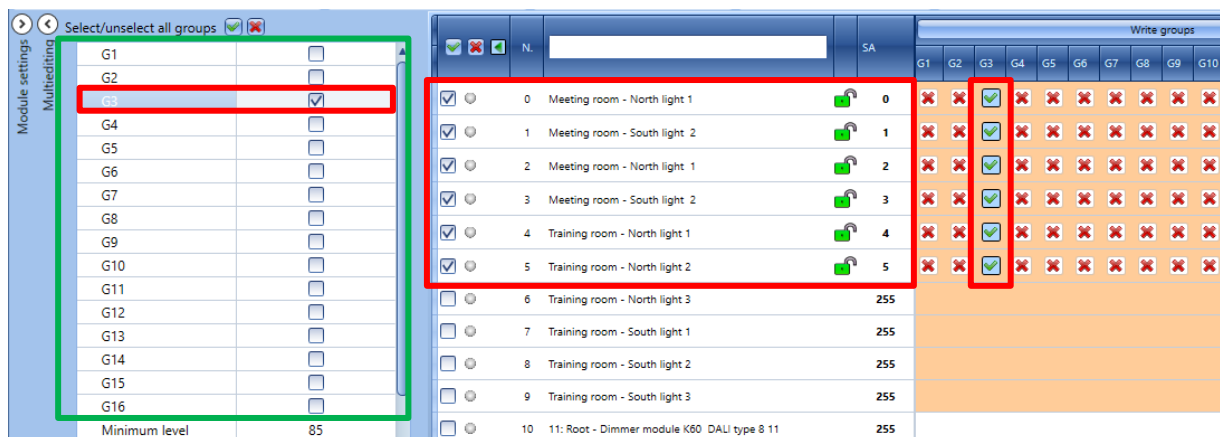 Select/unselect all groups
Module settings
Multiediting
G1
G2
G3
G4
G5
G6
G7
G8
G9
G10
G11
G12
G13
G14
G15
G16
Minimum level 85
N. SA
Write groups
G1 G2 G3 G4 G5 G6 G7 G8 G9 G10
0 Meeting room - North light 1 0
1 Meeting room - South light 2 1
2 Meeting room - North light 1 2
3 Meeting room - South light 2 3
4 Training room - North light 1 4
5 Training room - North light 2 5
6 Training room - North light 3 255
7 Training room - South light 1 255
8 Training room - South light 2 255
9 Training room - South light 3 255
10 11: Root - Dimmer module K60 DALI type 8 11 255